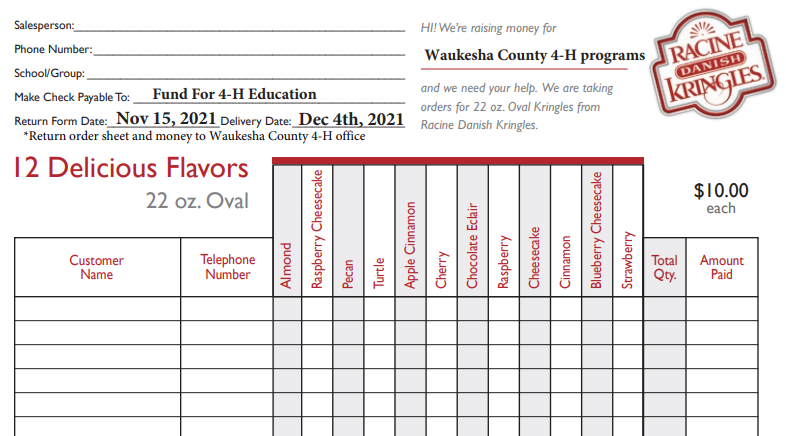 Salesperson:
Phone Number:
School/Group:
Make Check Payable To: Fund For 4-H Education
Return Form Date: Nov 15, 2021 Delivery Date: Dec 4th, 2021
*Return order sheet and money to Waukesha County 4-H office
HI! We're raising money for
Waukesha County 4-H programs
and we need your help. We are taking
orders for 22 oz. Oval Kringles from
Racine Danish Kringles.
RACINE
DANISH
KRINGLES
12 Delicious Flavors
22 oz. Oval
$10.00
each
Customer
Name
Telephone
Number
Almond
Raspberry Cheesecake
Pecan
Turtle
Apple Cinnamon
Cherry
Chocolate Eclair
Raspberry
Cheesecake
Cinnamon
Blueberry Cheesecake
Strawberry
Total
Qty.
Amount
Paid